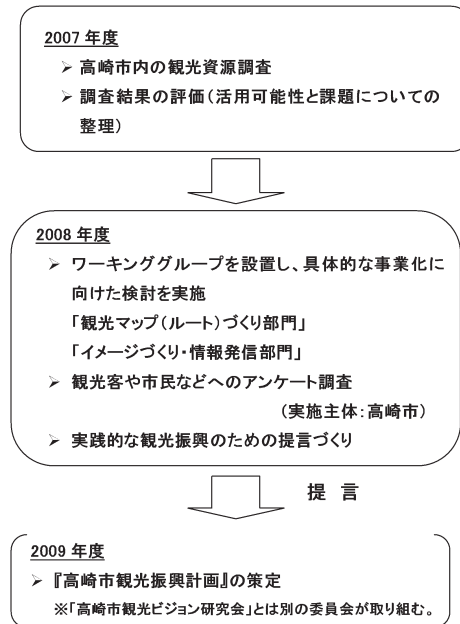 2007 年度
➢ 高崎市内の観光資源調査
➢ 調査結果の評価(活用可能性と課題についての
整理)
2008 年度
➢ ワーキンググループを設置し、具体的な事業化に
向けた検討を実施
「観光マップ(ルート)づくり部門」
「イメージづくり・情報発信部門」
➢ 観光客や市民などへのアンケート調査
(実施主体:高崎市)
➢ 実践的な観光振興のための提言づくり
提 言
2009 年度
➢ 『高崎市観光振興計画』の策定
※「高崎市観光ビジョン研究会」とは別の委員会が取り組む。